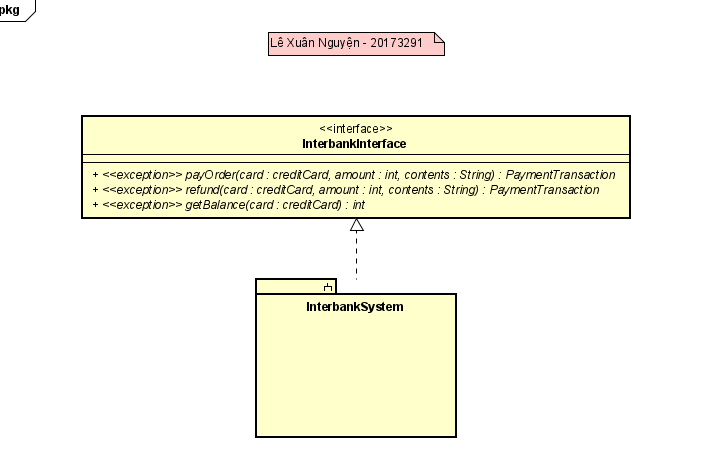 pkg
Lê Xuân Nguyện - 20173291
<<interface>>
InterbankInterface
+ <<exception>> payOrder(card : creditCard, amount : int, contents : String) : PaymentTransaction
+ <<exception>> refund(card : creditCard, amount : int, contents : String) : PaymentTransaction
+ <<exception>> getBalance(card : creditCard) : int
InterbankSystem